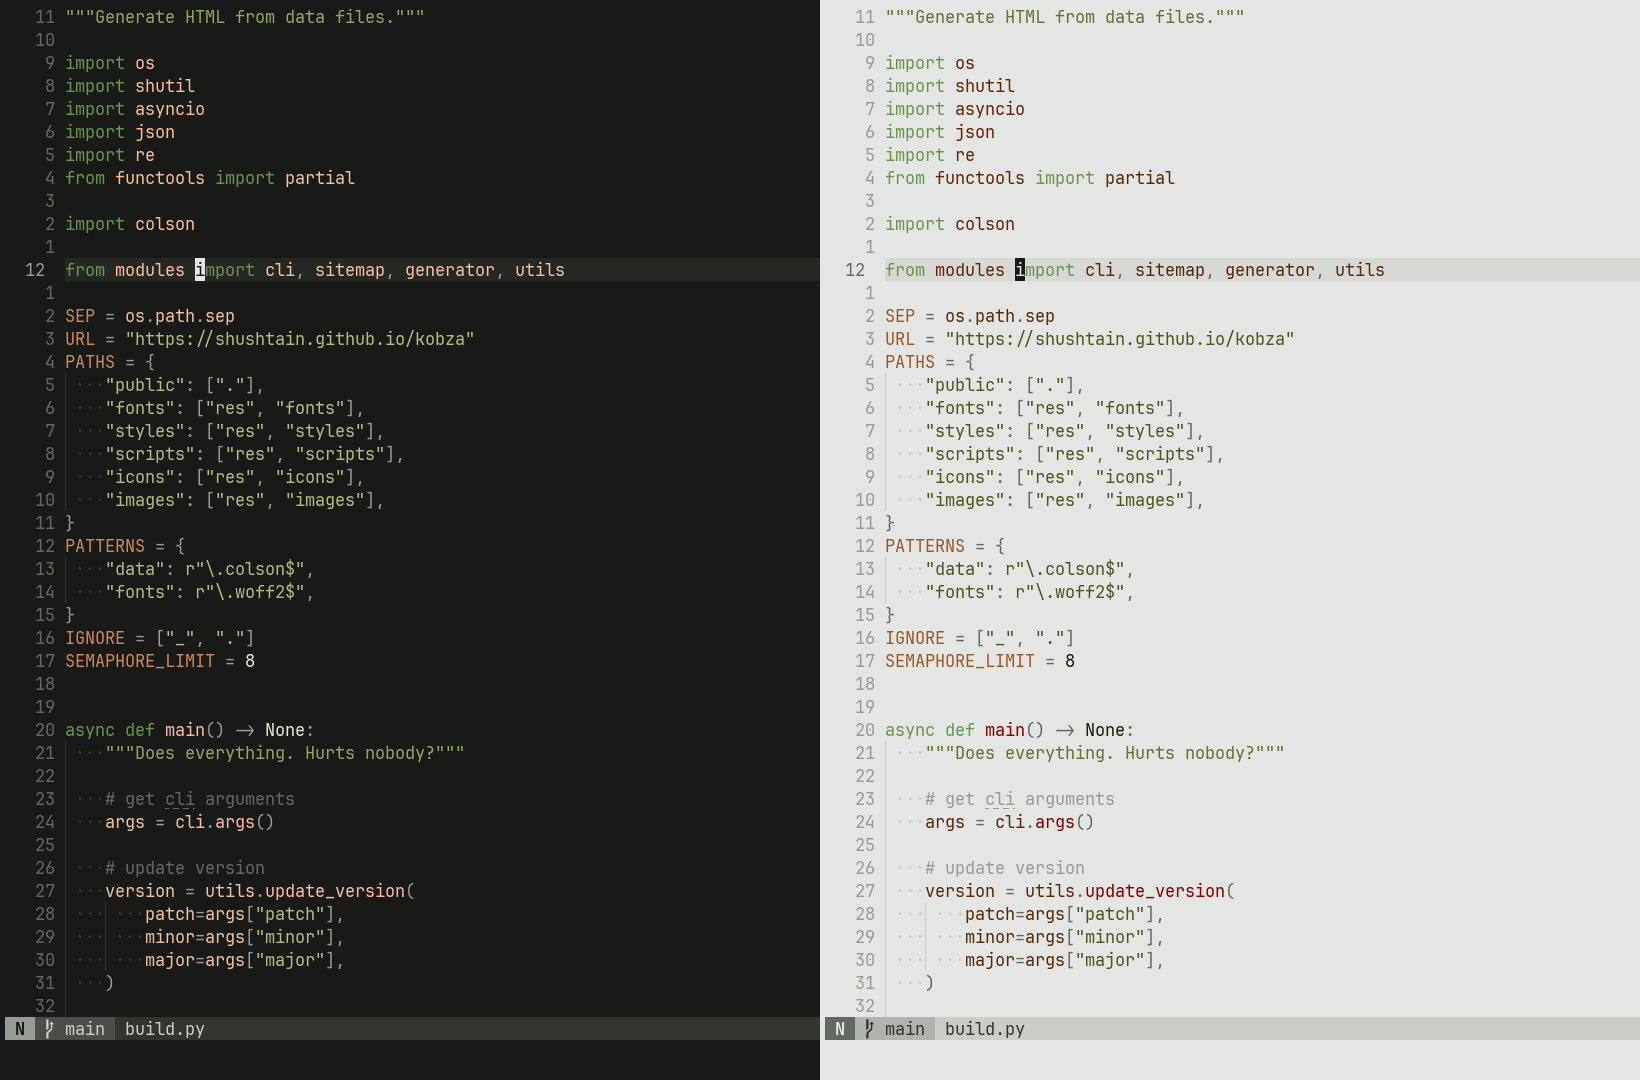 11 """Generate HTML from data files."""
10
9 import os
8 import shutil
7 import asyncio
6 import json
5 import re
4 from functools import partial
3
2 import colson
1
12 from modules import cli, sitemap, generator, utils
1
2 SEP = os.path.sep
3 URL = "https://shushtain.github.io/kobza"
4 PATHS = {
5 ···"public": ["."],
6 ···"fonts": ["res", "fonts"],
7 ···"styles": ["res", "styles"],
8 ···"scripts": ["res", "scripts"],
9 ···"icons": ["res", "icons"],
10 ···"images": ["res", "images"],
11 }
12 PATTERNS = {
13 ···"data": r"\.colson$",
14 ···"fonts": r"\.woff2$",
15 }
16 IGNORE = ["_", "."]
17 SEMAPHORE_LIMIT = 8
18
19
20 async def main() -> None:
21 ···"""Does everything. Hurts nobody?"""
22
23 ···# get cli arguments
24 ···args = cli.args()
25
26 ···# update version
27 ···version = utils.update_version(
28 ··· ···patch=args["patch"],
29 ··· ···minor=args["minor"],
30 ··· ···major=args["major"],
31 ···)
32
N main build.py
11 """Generate HTML from data files."""
10
9 import os
8 import shutil
7 import asyncio
6 import json
5 import re
4 from functools import partial
3
2 import colson
1
12 from modules import cli, sitemap, generator, utils
1
2 SEP = os.path.sep
3 URL = "https://shushtain.github.io/kobza"
4 PATHS = {
5 ···"public": ["."],
6 ···"fonts": ["res", "fonts"],
7 ···"styles": ["res", "styles"],
8 ···"scripts": ["res", "scripts"],
9 ···"icons": ["res", "icons"],
10 ···"images": ["res", "images"],
11 }
12 PATTERNS = {
13 ···"data": r"\.colson$",
14 ···"fonts": r"\.woff2$",
15 }
16 IGNORE = ["_", "."]
17 SEMAPHORE_LIMIT = 8
18
19
20 async def main() -> None:
21 ···"""Does everything. Hurts nobody?"""
22
23 ···# get cli arguments
24 ···args = cli.args()
25
26 ···# update version
27 ···version = utils.update_version(
28 ··· ···patch=args["patch"],
29 ··· ···minor=args["minor"],
30 ··· ···major=args["major"],
31 ···)
32
N main build.py